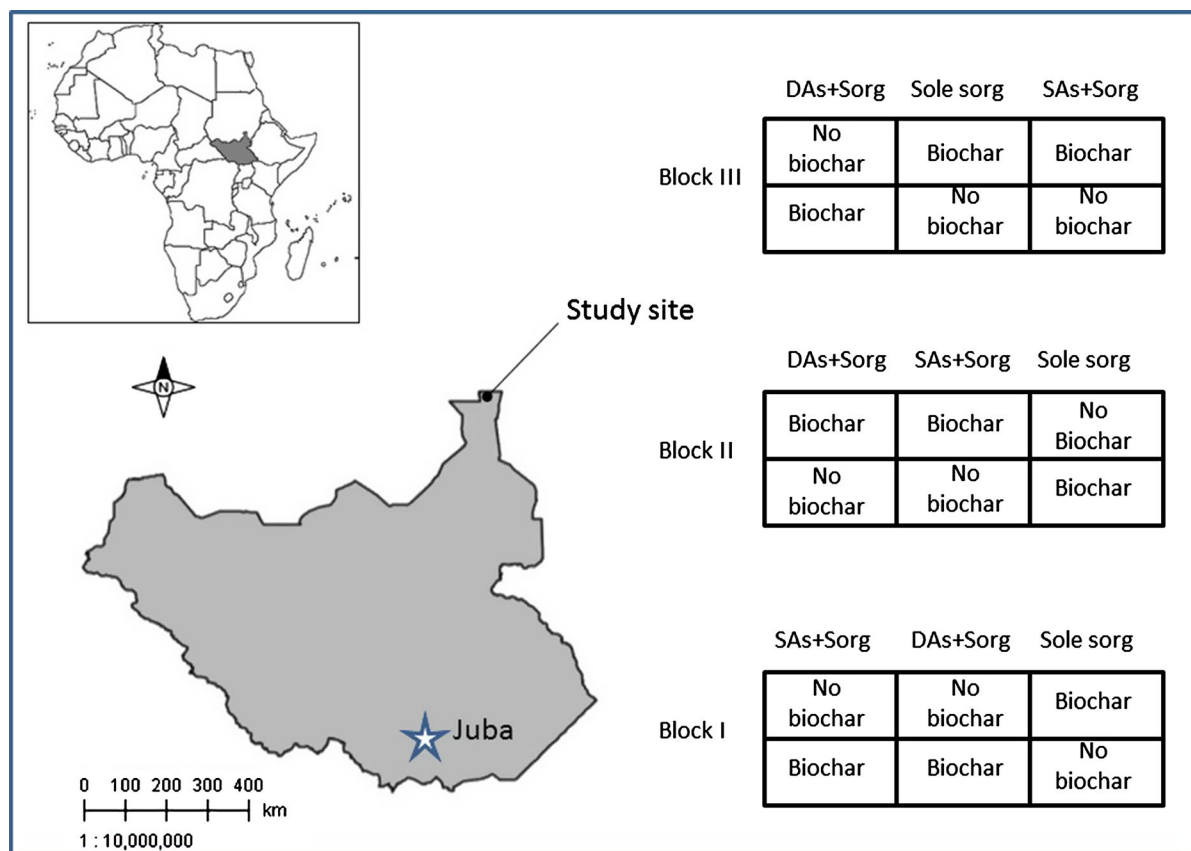 DAs+Sorg Sole sorg SAs+Sorg
No
biochar
Biochar
Biochar
Block III
Biochar
No
biochar
No
biochar
Study site
N
DAs+Sorg SAs+Sorg Sole sorg
Biochar
Biochar
No
Biochar
Block II
No
biochar
No
biochar
Biochar
SAs+Sorg DAs+Sorg Sole sorg
No
biochar
No
biochar
Biochar
Block I
Biochar
Biochar
No
biochar
Juba
0 100 200 300 400
km
1 : 10,000,000